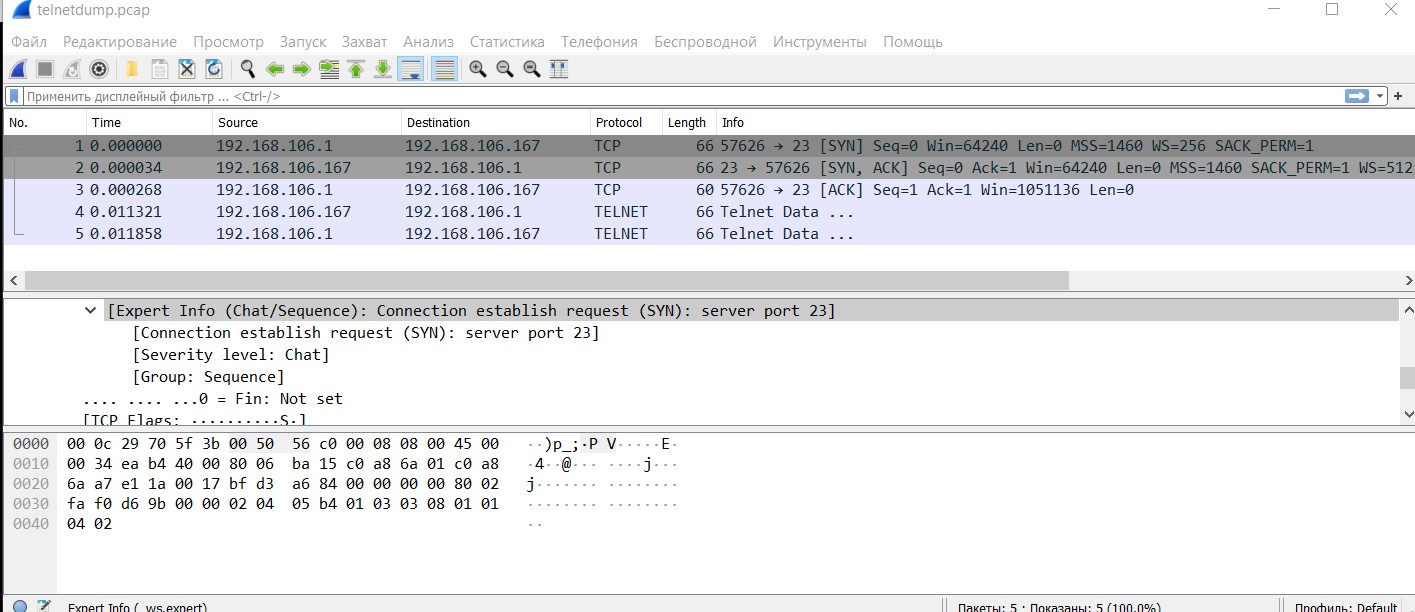 telnetdump.pcap
Файл Редактирование Просмотр Запуск Захват Анализ Статистика Телефония Беспроводной Инструменты Помощь
Применить дисплейный фильтр ... <Ctrl-/> +
No. Time Source Destination Protocol Length Info
1 0.000000 192.168.106.1 192.168.106.167 TCP 66 57626 → 23 [SYN] Seq=0 Win=64240 Len=0 MSS=1460 WS=256 SACK_PERM=1
2 0.000034 192.168.106.167 192.168.106.1 TCP 66 23 → 57626 [SYN, ACK] Seq=0 Ack=1 Win=64240 Len=0 MSS=1460 SACK_PERM=1 WS=512
3 0.000268 192.168.106.1 192.168.106.167 TCP 60 57626 → 23 [ACK] Seq=1 Ack=1 Win=1051136 Len=0
4 0.011321 192.168.106.167 192.168.106.1 TELNET 66 Telnet Data ...
5 0.011858 192.168.106.1 192.168.106.167 TELNET 66 Telnet Data ...
[Expert Info (Chat/Sequence): Connection establish request (SYN): server port 23]
[Connection establish request (SYN): server port 23]
[Severity level: Chat]
[Group: Sequence]
.... .... ...0 = Fin: Not set
[TCP Flags: ··········S·]
0000 00 0c 29 70 5f 3b 00 50 56 c0 00 08 08 00 45 00 ··)p_;·P V·····E·
0010 00 34 ea b4 40 00 80 06 ba 15 c0 a8 6a 01 c0 a8 ·4··@··· ····j···
0020 6a a7 e1 1a 00 17 bf d3 a6 84 00 00 00 00 80 02 j······· ········
0030 fa f0 d6 9b 00 00 02 04 05 b4 01 03 03 08 01 01 ········ ········
0040 04 02 ··
Expert Info (_ws.expert) Пакеты: 5 · Показаны: 5 (100.0%) Профиль: Default